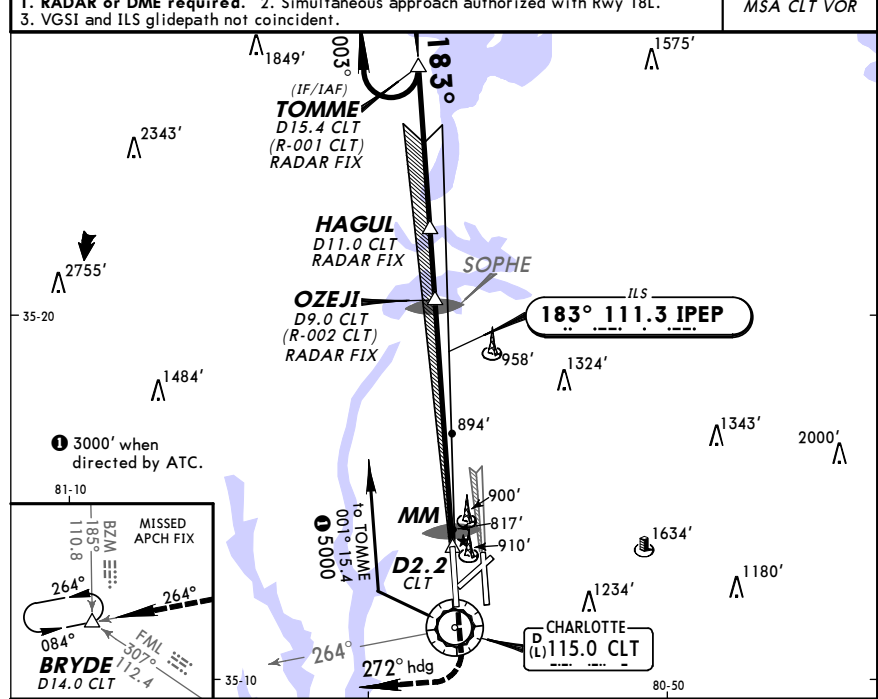 1. RADAR or DME required. 2. Simultaneous approach authorized with Rwy 18L.
3. VGSI and ILS glidepath not coincident.
MSA CLT VOR
1849'
003°
183°
1575'
(IF/IAF)
TOMME
D15.4 CLT
(R-001 CLT)
RADAR FIX
2343'
HAGUL
D11.0 CLT
RADAR FIX
SOPHE
2755'
OZEJI
D9.0 CLT
(R-002 CLT)
RADAR FIX
35-20
ILS
183° 111.3 IPEP
958'
1324'
1484'
894'
1343'
2000'
1 3000' when
directed by ATC.
81-10
MISSED
APCH FIX
BZM
185°
110.8
264°
264°
084°
FML
307°
112.4
BRYDE
D14.0 CLT
1 5000
to TOMME
001° 15.4
MM
900'
817'
910'
D2.2
CLT
1634'
1180'
1234'
CHARLOTTE
D
(L) 115.0 CLT
264°
272° hdg
35-10
80-50